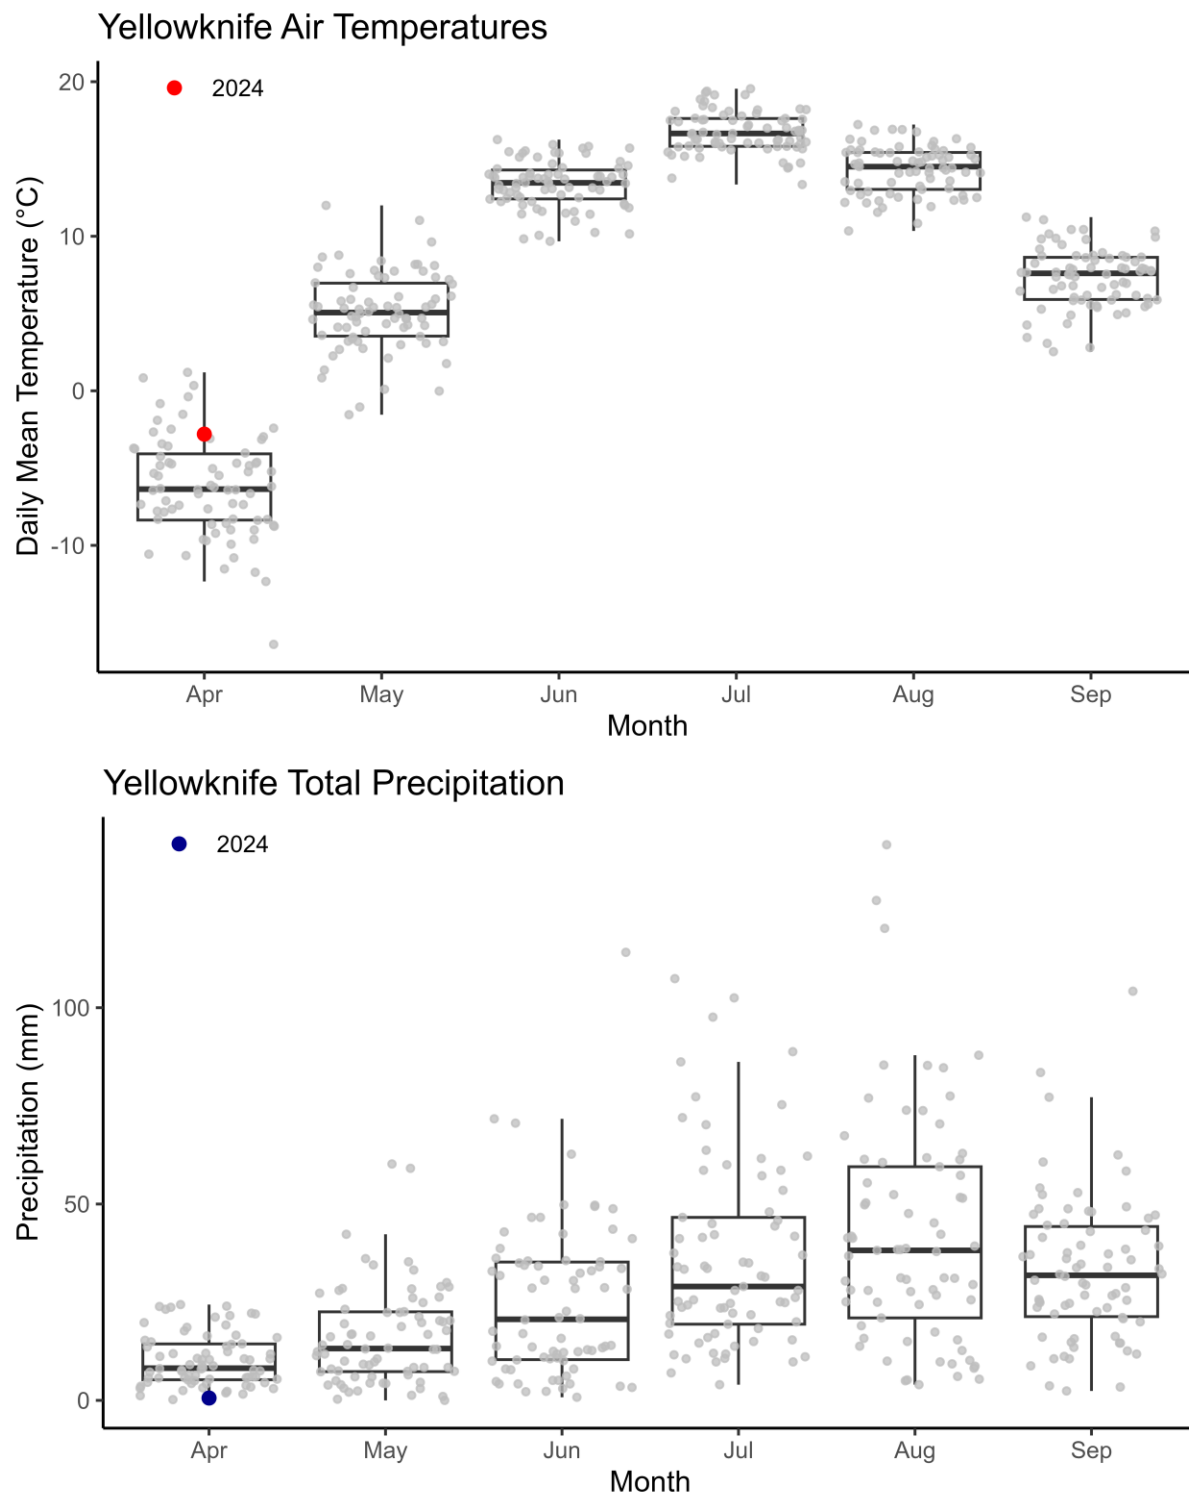 Yellowknife Air Temperatures
2024
20
10
0
-10
Daily Mean Temperature (°C)
Apr May Jun Jul Aug Sep
Month
Yellowknife Total Precipitation
2024
100
50
0
Precipitation (mm)
Apr May Jun Jul Aug Sep
Month